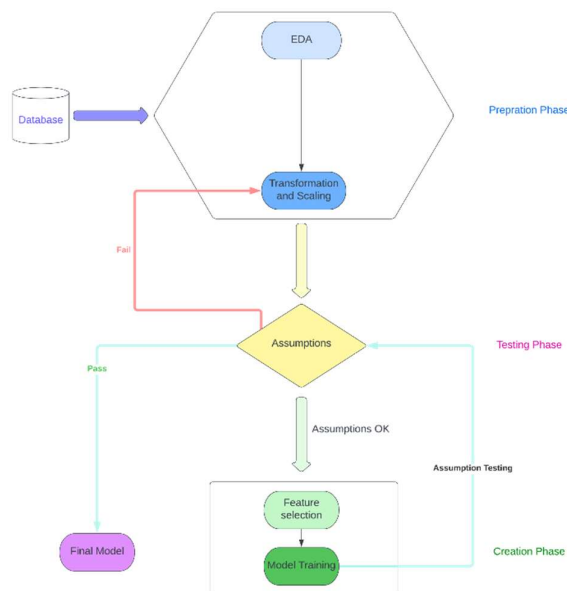 EDA
Prepration Phase
Database
Transformation
and Scaling
Fail
Assumptions
Testing Phase
Pass
Assumptions OK
Assumption Testing
Feature
selection
Final Model
Model Training
Creation Phase